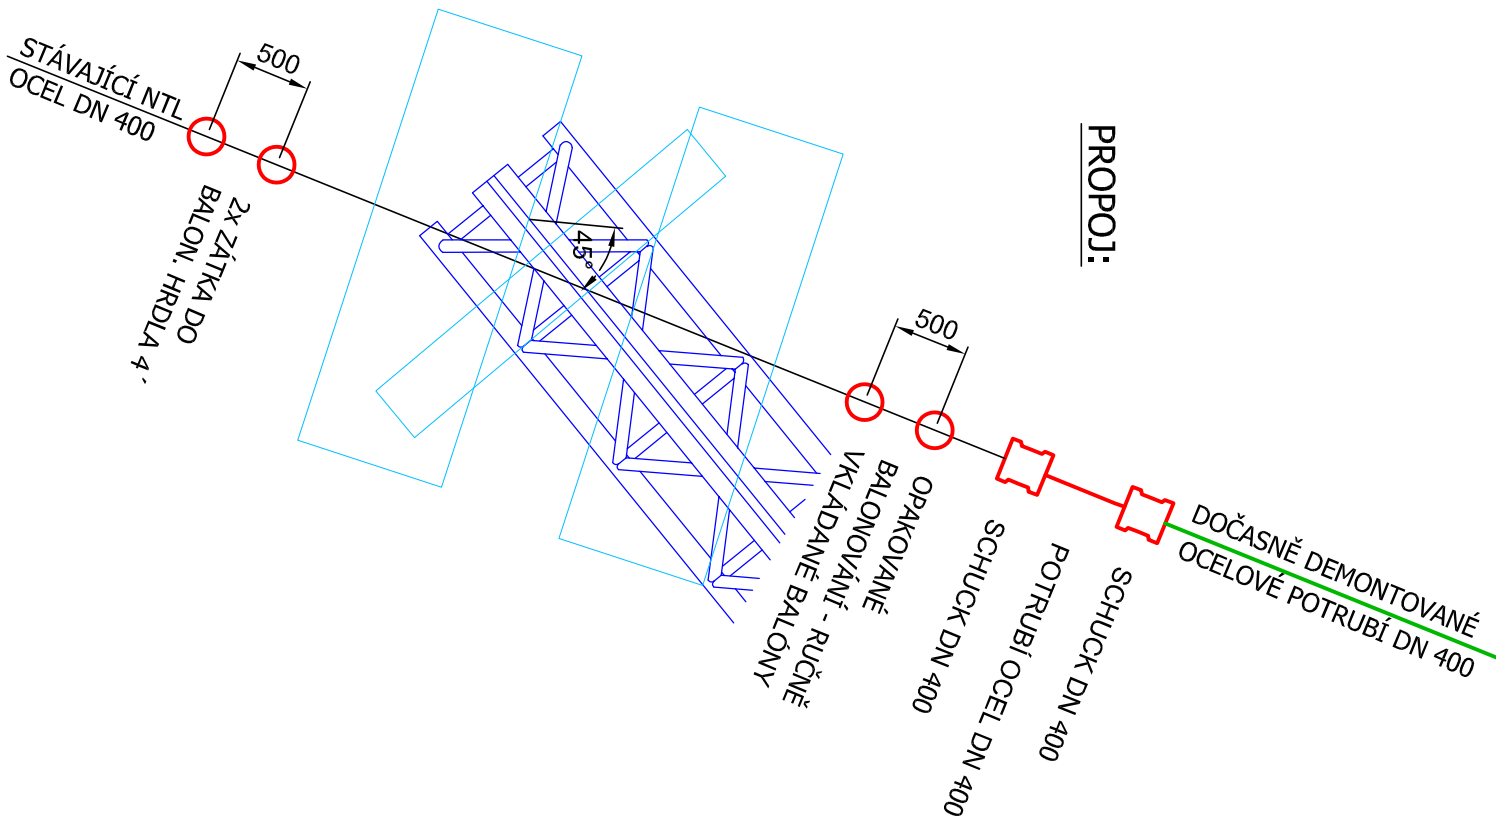 PROPOJ:
STÁVAJÍCÍ NTL
OCEL DN 400
500
2x ZÁTKA DO
BALON. HRDLA 4´
45°
500
OPAKOVANÉ
BALONOVÁNÍ - RUČNĚ
VKLÁDANÉ BALÓNY
SCHUCK DN 400
POTRUBÍ OCEL DN 400
SCHUCK DN 400
DOČASNĚ DEMONTOVANÉ
OCELOVÉ POTRUBÍ DN 400